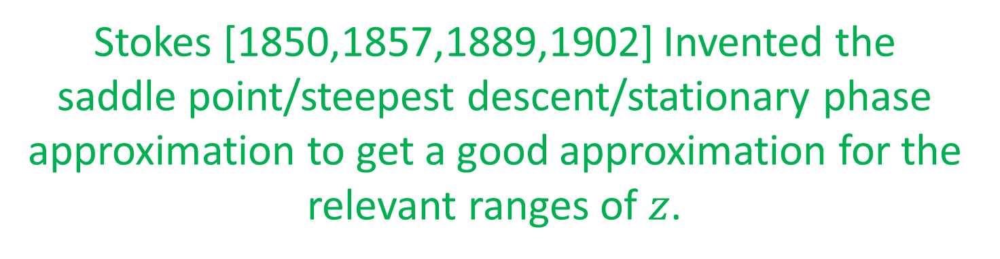 Stokes [1850,1857,1889,1902] Invented the
saddle point/steepest descent/stationary phase
approximation to get a good approximation for the
relevant ranges of z.